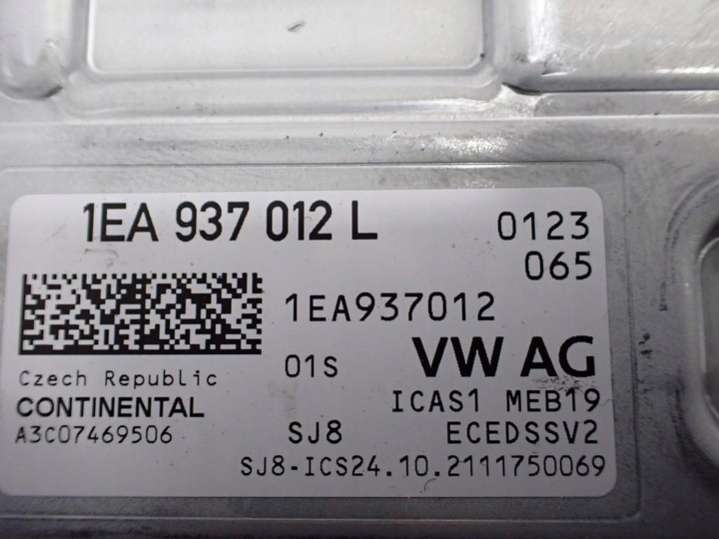 1EA 937 012 L 0123
065
1EA937012
01S VW AG
Czech Republic
CONTINENTAL ICAS1 MEB19
A3C07469506 SJ8 ECEDSSV2
SJ8-ICS24.10.2111750069